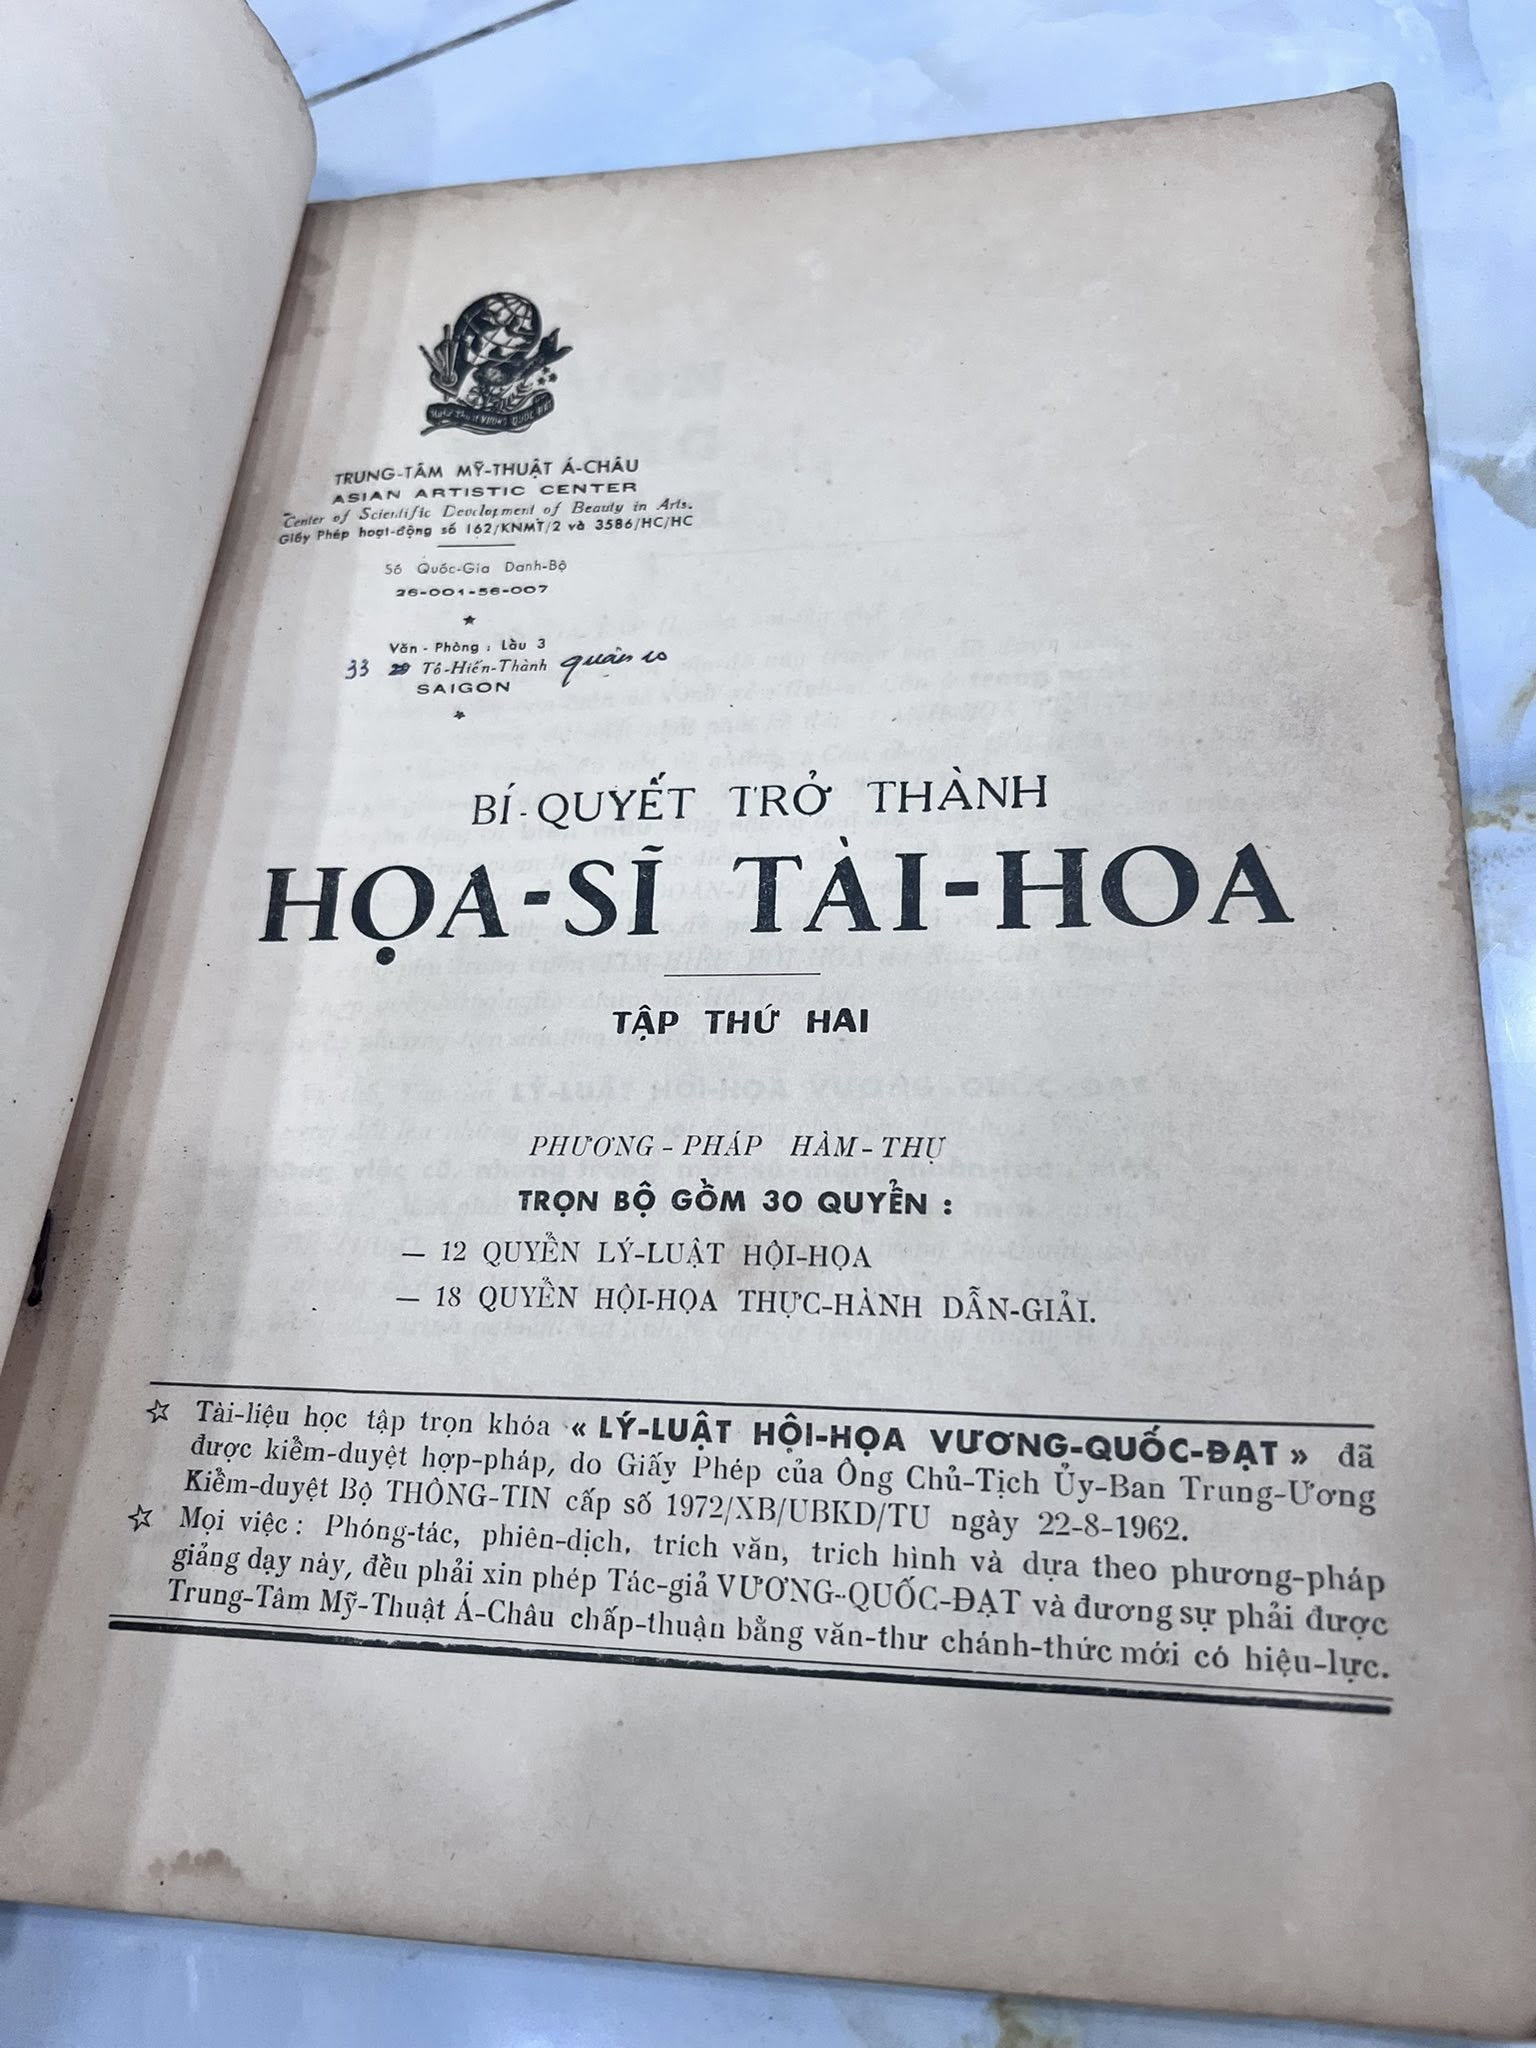 VƯƠNG QUỐC ĐẠT
TRUNG-TÂM MỸ-THUẬT Á-CHÂU
ASIAN ARTISTIC CENTER
Center of Scientific Development of Beauty in Arts.
Giấy Phép hoạt-động số 162/KNMT/2 và 3586/HC/HC
Số Quốc-Gia Danh-Bộ
26-001-56-007
Văn - Phòng : Lầu 3
33 Tô-Hiến-Thành quận 10
SAIGON
BÍ-QUYẾT TRỞ THÀNH
HỌA-SĨ TÀI-HOA
TẬP THỨ HAI
PHƯƠNG-PHÁP HÀM-THỤ
TRỌN BỘ GỒM 30 QUYỂN :
— 12 QUYỂN LÝ-LUẬT HỘI-HỌA
— 18 QUYỂN HỘI-HỌA THỰC-HÀNH DẪN-GIẢI.
☆ Tài-liệu học tập trọn khóa « LÝ-LUẬT HỘI-HỌA VƯƠNG-QUỐC-ĐẠT » đã
được kiểm-duyệt hợp-pháp, do Giấy Phép của Ông Chủ-Tịch Ủy-Ban Trung-Ương
Kiểm-duyệt Bộ THÔNG-TIN cấp số 1972/XB/UBKD/TU ngày 22-8-1962.
☆ Mọi việc : Phóng-tác, phiên-dịch, trích văn, trích hình và dựa theo phương-pháp
giảng dạy này, đều phải xin phép Tác-giả VƯƠNG-QUỐC-ĐẠT và đương sự phải được
Trung-Tâm Mỹ-Thuật Á-Châu chấp-thuận bằng văn-thư chánh-thức mới có hiệu-lực.